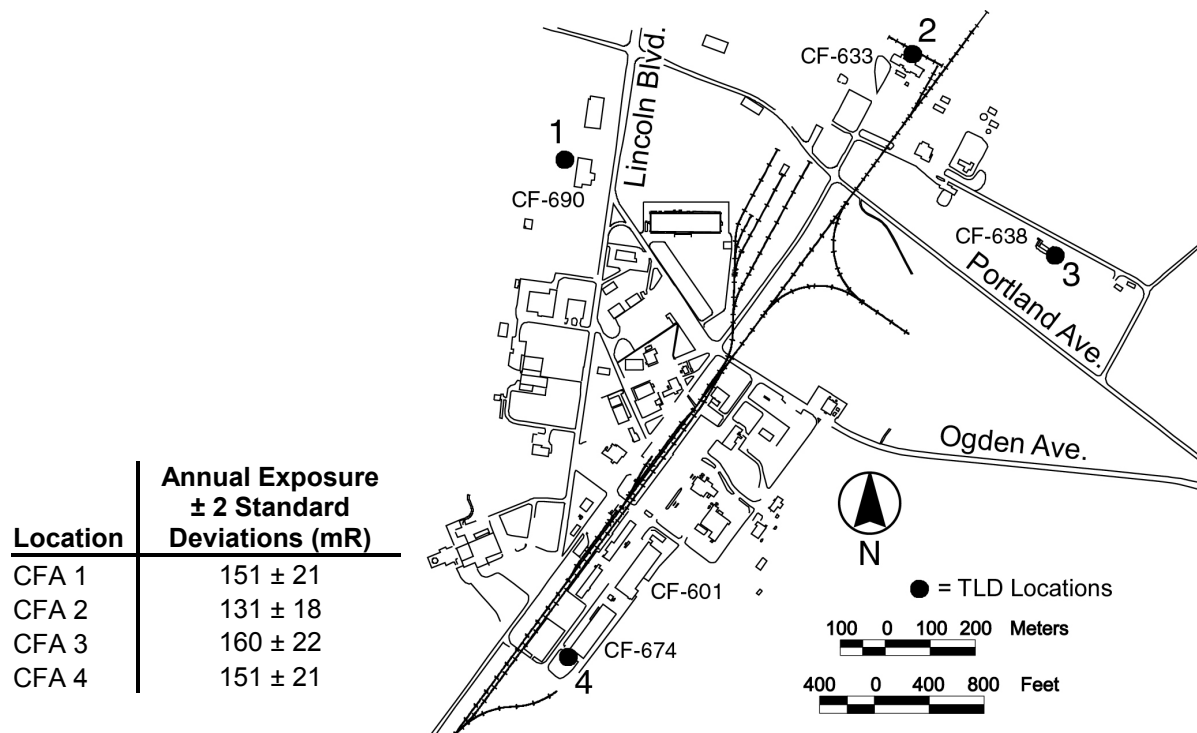 Lincoln Blvd.
2
CF-633
1
CF-690
CF-638
3
Portland Ave.
Ogden Ave.
N
● = TLD Locations
100 0 100 200 Meters
400 0 400 800 Feet
CF-601
CF-674
4
Annual Exposure
± 2 Standard
Location Deviations (mR)
CFA 1 151 ± 21
CFA 2 131 ± 18
CFA 3 160 ± 22
CFA 4 151 ± 21